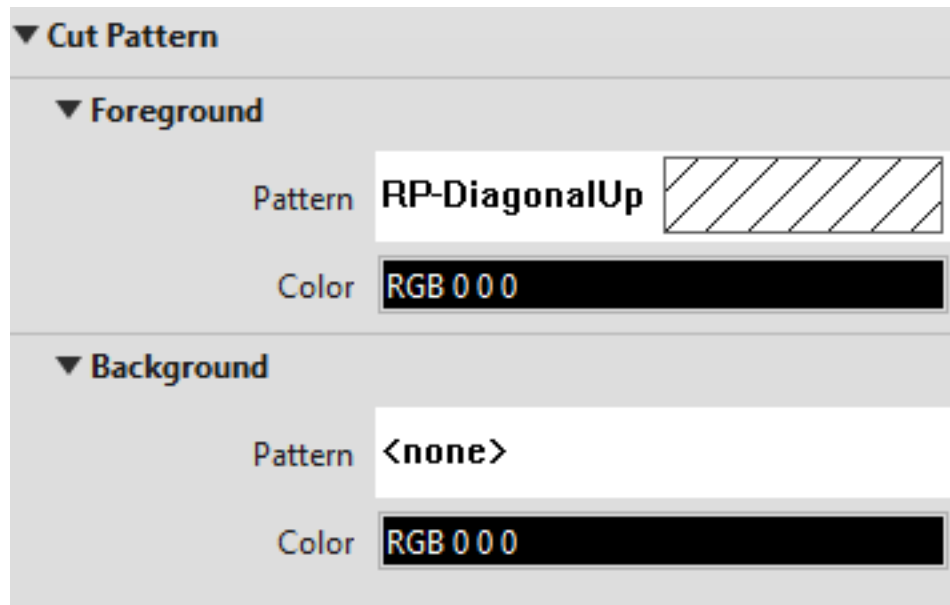 Cut Pattern
Foreground
Pattern RP-DiagonalUp
Color RGB 0 0 0
Background
Pattern <none>
Color RGB 0 0 0